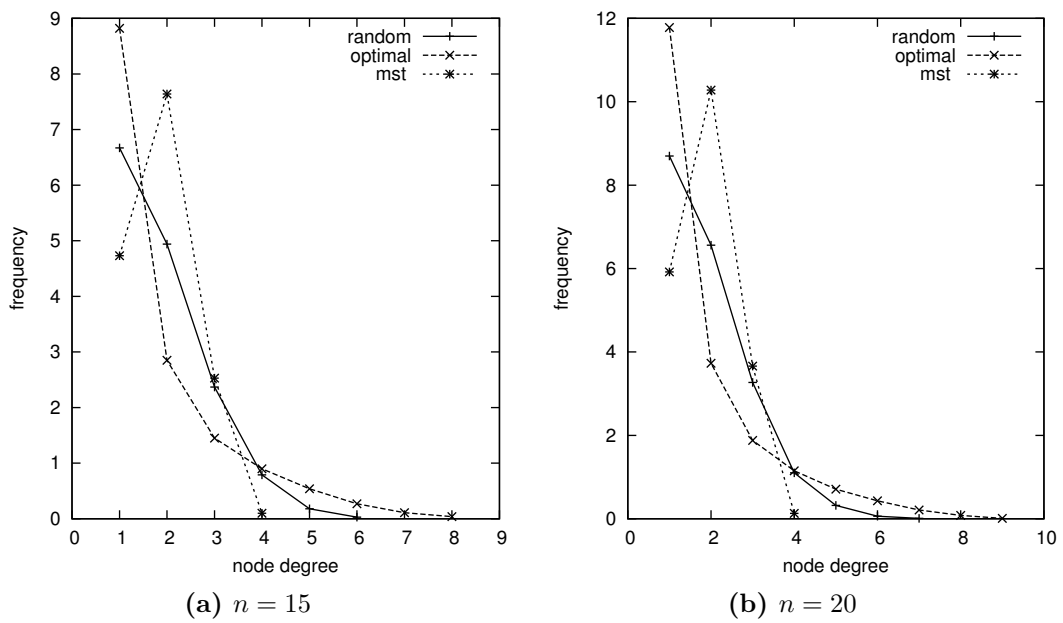 9
8
7
6
5
4
3
2
1
0
frequency
random
optimal
mst
0 1 2 3 4 5 6 7 8 9
node degree
(a) n = 15
12
10
8
6
4
2
0
frequency
random
optimal
mst
0 2 4 6 8 10
node degree
(b) n = 20